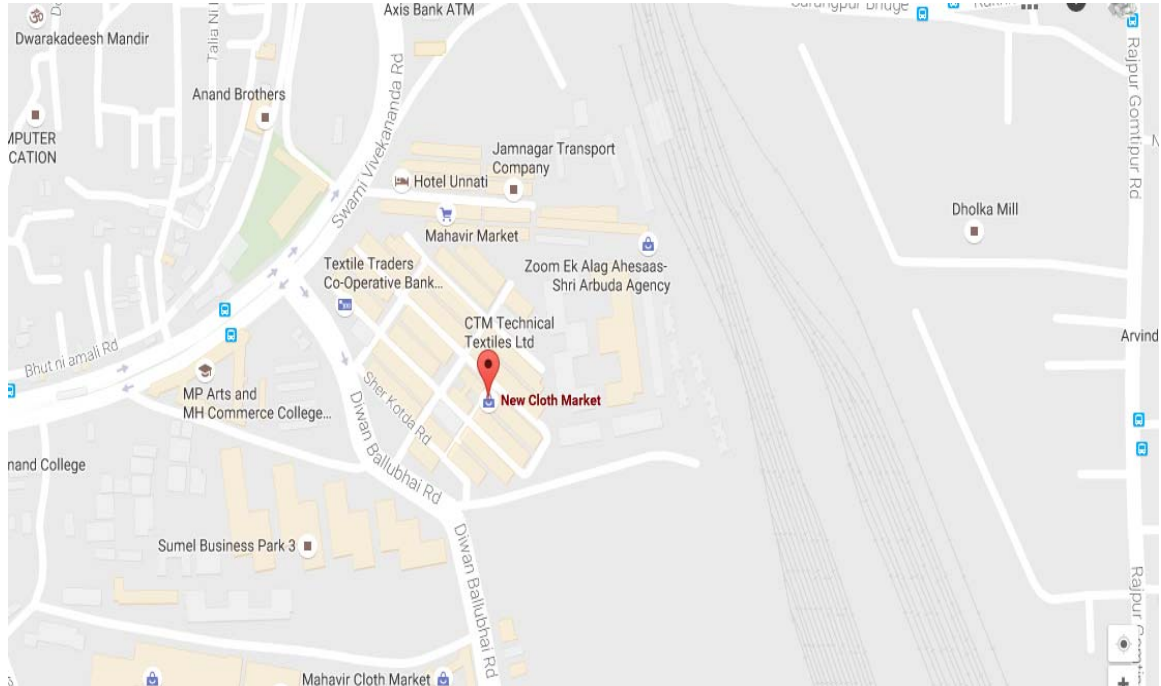 Axis Bank ATM
Dwarakadeesh Mandir
Anand Brothers
Rajpur Gomtipur Rd
MPUTER
CATION
Swami Vivekananda Rd
Jamnagar Transport
Company
Hotel Unnati
Dholka Mill
Mahavir Market
Textile Traders
Co-Operative Bank...
Zoom Ek Alag Ahesaas-
Shri Arbuda Agency
CTM Technical
Textiles Ltd
Arvind
Bhut ni amali Rd
MP Arts and
MH Commerce College...
Sher Kotda Rd
New Cloth Market
Diwan Ballubhai Rd
nand College
Sumel Business Park 3
Diwan Ballubhai Rd
Rajpur Gomtip
Mahavir Cloth Market